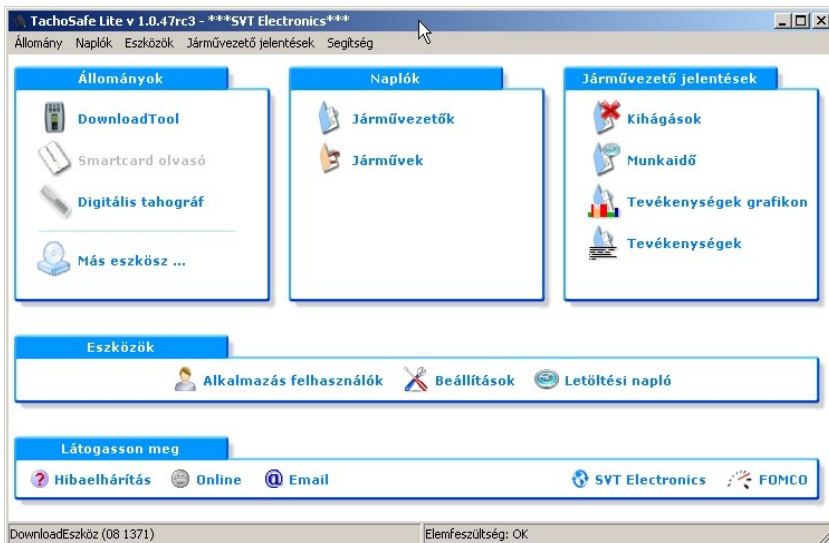 TachoSafe Lite v 1.0.47rc3 - ***SVT Electronics***
Állomány Naplók Eszközök Járművezető jelentések Segítség
Állományok
DownloadTool
Smartcard olvasó
Digitális tahográf
Más eszkösz ...
Naplók
Járművezetők
Járművek
Járművezető jelentések
Kihágások
Munkaidő
Tevékenységek grafikon
Tevékenységek
Eszközök
Alkalmazás felhasználók Beállítások Letöltési napló
Látogasson meg
Hibaelhárítás Online Email SVT Electronics FOMCO
DownloadEszköz (08 1371) Elemfeszültség: OK